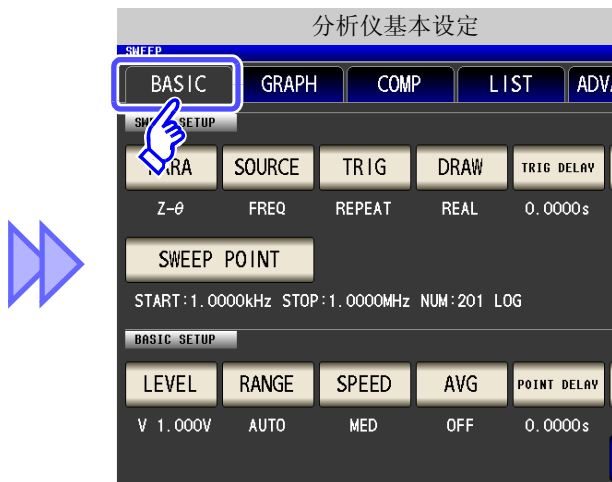 分析仪基本设定
SWEEP
BASIC GRAPH COMP LIST
SETUP
SOURCE TRIG DRAW TRIG DELAY
Z-θ FREQ REPEAT REAL 0.0000s
SWEEP POINT
START:1.0000kHz STOP:1.0000MHz NUM:201 LOG
BASIC SETUP
LEVEL RANGE SPEED AVG POINT DELAY
V 1.000V AUTO MED OFF 0.0000s